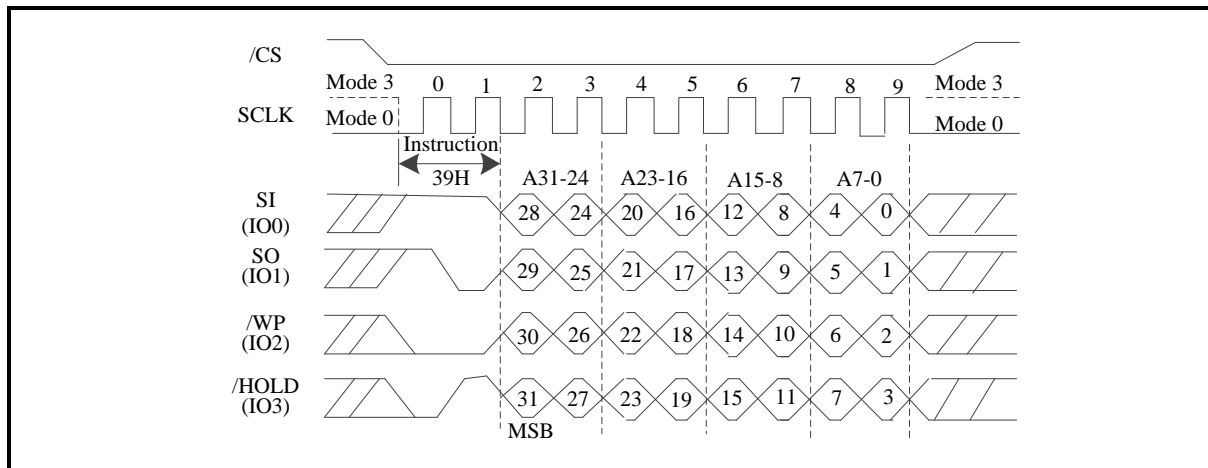 /CS
Mode 3 0 1 2 3 4 5 6 7 8 9 Mode 3
SCLK
Mode 0 Mode 0
Instruction
39H A31-24 A23-16 A15-8 A7-0
SI
(IO0)
28 24 20 16 12 8 4 0
SO
(IO1)
29 25 21 17 13 9 5 1
/WP
(IO2)
30 26 22 18 14 10 6 2
/HOLD
(IO3)
31 27 23 19 15 11 7 3
MSB